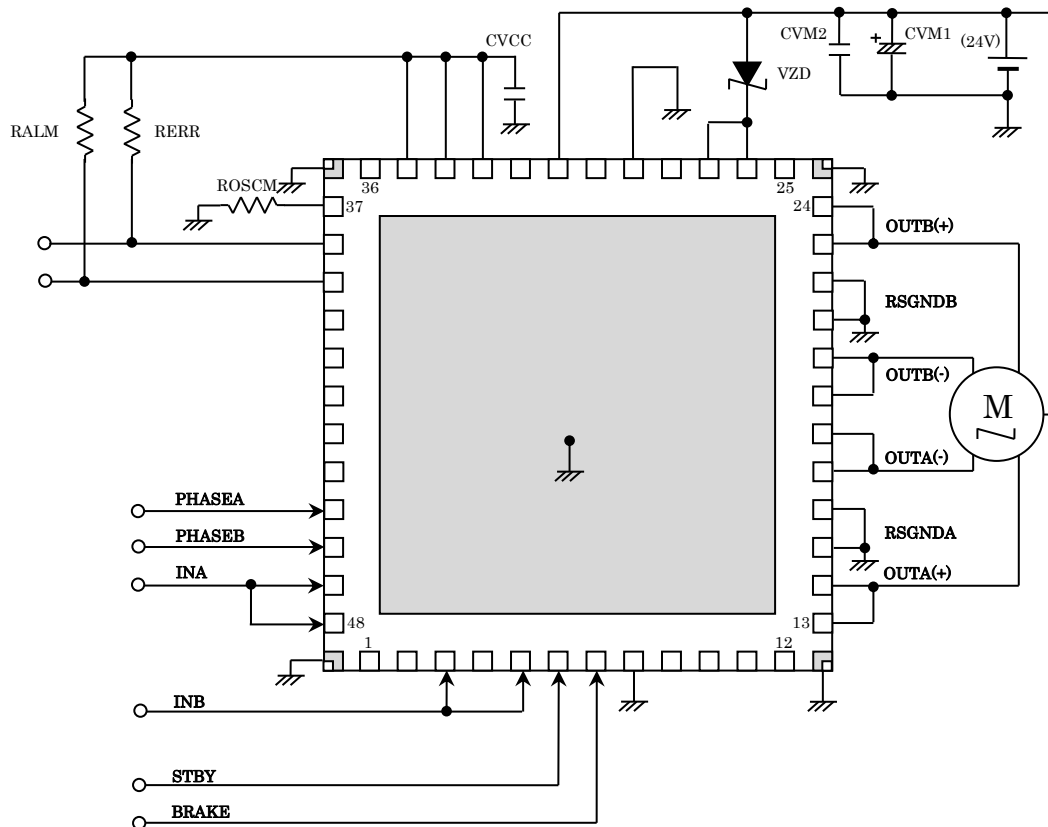 CVCC
CVM2
CVM1
(24V)
+
VZD
RALM
RERR
ROSCM
36
25
37
24
OUTB(+)
RSGNDB
OUTB(-)
M
OUTA(-)
PHASEA
RSGNDA
PHASEB
INA
OUTA(+)
48
13
1
12
INB
STBY
BRAKE